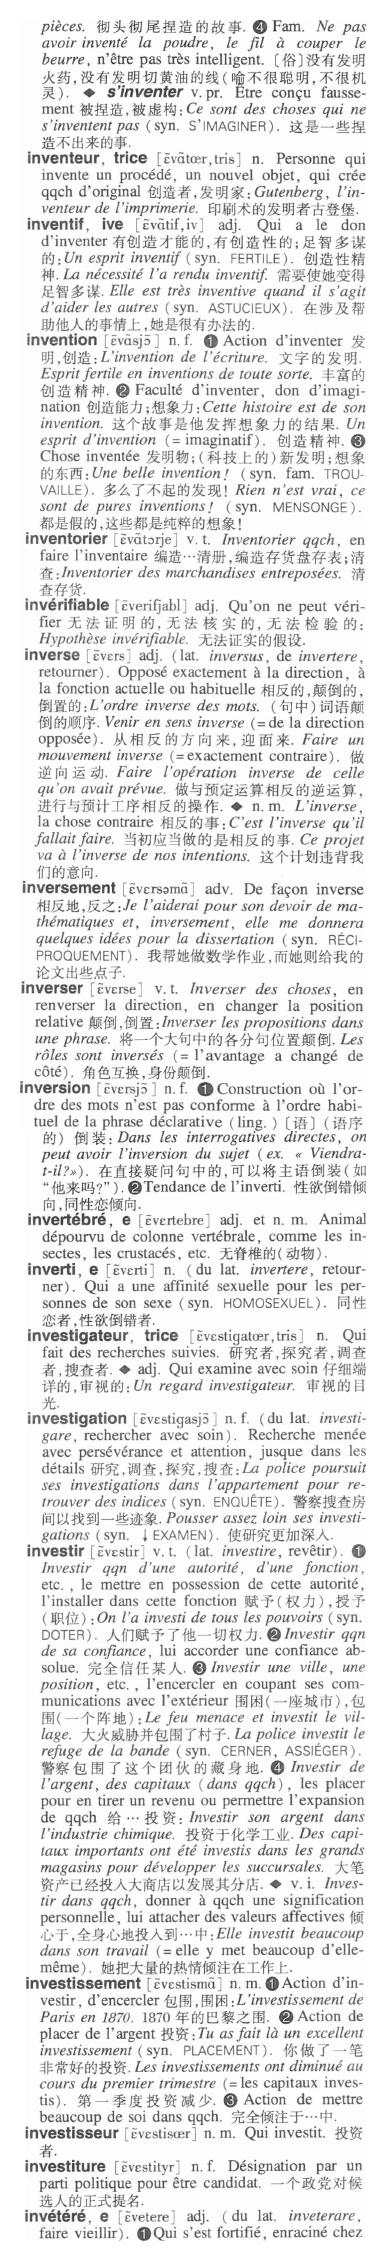 pièces. 彻头彻尾捏造的故事. ❹ Fam. Ne pas
avoir inventé la poudre, le fil à couper le
beurre, n'être pas très intelligent.〔俗〕没有发明
火药,没有发明切黄油的线(喻不很聪明,不很机
灵). ◆ s'inventer v. pr. Être conçu fausse-
ment 被捏造,被虚构: Ce sont des choses qui ne
s'inventent pas (syn. S'IMAGINER). 这是一些捏
造不出来的事.
inventeur, trice [ɛ̃vɑ̃tœr,tris] n. Personne qui
invente un procédé, un nouvel objet, qui crée
qqch d'original 创造者,发明家: Gutenberg, l'in-
venteur de l'imprimerie. 印刷术的发明者古登堡.
inventif, ive [ɛ̃vɑ̃tif,iv] adj. Qui a le don
d'inventer 有创造才能的,有创造性的;足智多谋
的: Un esprit inventif (syn. FERTILE). 创造性精
神. La nécessité l'a rendu inventif. 需要使她变得
足智多谋. Elle est très inventive quand il s'agit
d'aider les autres (syn. ASTUCIEUX). 在涉及帮
助他人的事情上,她是很有办法的.
invention [ɛ̃vɑ̃sjɔ̃] n. f. ❶ Action d'inventer 发
明,创造: L'invention de l'écriture. 文字的发明.
Esprit fertile en inventions de toute sorte. 丰富的
创造精神. ❷ Faculté d'inventer, don d'imagi-
nation 创造能力;想象力: Cette histoire est de son
invention. 这个故事是他发挥想象力的结果. Un
esprit d'invention (= imaginatif). 创造精神. ❸
Chose inventée 发明物;(科技上的)新发明;想象
的东西: Une belle invention! (syn. fam. TROU-
VAILLE). 多么了不起的发现! Rien n'est vrai, ce
sont de pures inventions! (syn. MENSONGE).
都是假的,这些都是纯粹的想象!
inventorier [ɛ̃vɑ̃tɔrje] v. t. Inventorier qqch, en
faire l'inventaire 编造…清册,编造存货盘存表;清
查: Inventorier des marchandises entreposées. 清
查存货.
invérifiable [ɛ̃verifjabl] adj. Qu'on ne peut véri-
fier 无法证明的,无法核实的,无法检验的:
Hypothèse invérifiable. 无法证实的假设.
inverse [ɛ̃vɛrs] adj. (lat. inversus, de invertere,
retourner). Opposé exactement à la direction, à
la fonction actuelle ou habituelle 相反的,颠倒的,
倒置的: L'ordre inverse des mots. (句中)词语颠
倒的顺序. Venir en sens inverse (= de la direction
opposée). 从相反的方向来,迎面来. Faire un
mouvement inverse (= exactement contraire). 做
逆向运动. Faire l'opération inverse de celle
qu'on avait prévue. 做与预定运算相反的逆运算,
进行与预计工序相反的操作. ◆ n. m. L'inverse,
la chose contraire 相反的事: C'est l'inverse qu'il
fallait faire. 当初应当做的是相反的事. Ce projet
va à l'inverse de nos intentions. 这个计划违背我
们的意向.
inversement [ɛ̃vɛrsəmɑ̃] adv. De façon inverse
相反地,反之: Je l'aiderai pour son devoir de ma-
thématiques et, inversement, elle me donnera
quelques idées pour la dissertation (syn. RÉCI-
PROQUEMENT). 我帮她做数学作业,而她则给我的
论文出些点子.
inverser [ɛ̃vɛrse] v. t. Inverser des choses, en
renverser la direction, en changer la position
relative 颠倒,倒置: Inverser les propositions dans
une phrase. 将一个大句中的各分句位置颠倒. Les
rôles sont inversés (= l'avantage a changé de
côté). 角色互换,身份颠倒.
inversion [ɛ̃vɛrsjɔ̃] n. f. ❶ Construction où l'or-
dre des mots n'est pas conforme à l'ordre habi-
tuel de la phrase déclarative (ling.)〔语〕(语序
的) 倒装: Dans les interrogatives directes, on
peut avoir l'inversion du sujet (ex. « Viendra-
t-il?»). 在直接疑问句中的,可以将主语倒装(如
“他来吗?”). ❷ Tendance de l'inverti. 性欲倒错倾
向,同性恋倾向.
invertébré, e [ɛ̃vɛrtebre] adj. et n. m. Animal
dépourvu de colonne vertébrale, comme les in-
sectes, les crustacés, etc. 无脊椎的(动物).
inverti, e [ɛ̃vɛrti] n. (du lat. invertere, retour-
ner). Qui a une affinité sexuelle pour les per-
sonnes de son sexe (syn. HOMOSEXUEL). 同性
恋者,性欲倒错者.
investigateur, trice [ɛ̃vɛstigatœr,tris] n. Qui
fait des recherches suivies. 研究者,探究者,调查
者,搜查者. ◆ adj. Qui examine avec soin 仔细端
详的,审视的: Un regard investigateur. 审视的目
光.
investigation [ɛ̃vɛstigasjɔ̃] n. f. (du lat. investi-
gare, rechercher avec soin). Recherche menée
avec persévérance et attention, jusque dans les
détails 研究,调查,探究,搜查: La police poursuit
ses investigations dans l'appartement pour re-
trouver des indices (syn. ENQUÊTE). 警察搜查房
间以找到一些迹象. Pousser assez loin ses investi-
gations (syn. ↓EXAMEN). 使研究更加深入.
investir [ɛ̃vɛstir] v. t. (lat. investire, revêtir). ❶
Investir qqn d'une autorité, d'une fonction,
etc., le mettre en possession de cette autorité,
l'installer dans cette fonction 赋予(权力),授予
(职位): On l'a investi de tous les pouvoirs (syn.
DOTER). 人们赋予了他一切权力. ❷ Investir qqn
de sa confiance, lui accorder une confiance ab-
solue. 完全信任某人. ❸ Investir une ville, une
position, etc., l'encercler en coupant ses com-
munications avec l'extérieur 围困(一座城市),包
围(一个阵地): Le feu menace et investit le vil-
lage. 大火威胁并包围了村子. La police investit le
refuge de la bande (syn. CERNER, ASSIÉGER).
警察包围了这个团伙的藏身地. ❹ Investir de
l'argent, des capitaux (dans qqch), les placer
pour en tirer un revenu ou permettre l'expansion
de qqch 给…投资: Investir son argent dans
l'industrie chimique. 投资于化学工业. Des capi-
taux importants ont été investis dans les grands
magasins pour développer les succursales. 大笔
资产已经投入大商店以发展其分店. ◆ v. i. Inves-
tir dans qqch, donner à qqch une signification
personnelle, lui attacher des valeurs affectives 倾
心于,全身心地投入到…中: Elle investit beaucoup
dans son travail (= elle y met beaucoup d'elle-
même). 她把大量的热情倾注在工作上.
investissement [ɛ̃vɛstismɑ̃] n. m. ❶ Action d'in-
vestir, d'encercler 包围,围困: L'investissement de
Paris en 1870. 1870 年的巴黎之围. ❷ Action de
placer de l'argent 投资: Tu as fait là un excellent
investissement (syn. PLACEMENT). 你做了一笔
非常好的投资. Les investissements ont diminué au
cours du premier trimestre (= les capitaux inves-
tis). 第一季度投资减少. ❸ Action de mettre
beaucoup de soi dans qqch. 完全倾注于…中.
investisseur [ɛ̃vɛstisœr] n. m. Qui investit. 投资
者.
investiture [ɛ̃vɛstityr] n. f. Désignation par un
parti politique pour être candidat. 一个政党对候
选人的正式提名.
invétéré, e [ɛ̃vetere] adj. (du lat. inveterare,
faire vieillir). ❶ Qui s'est fortifié, enraciné chez